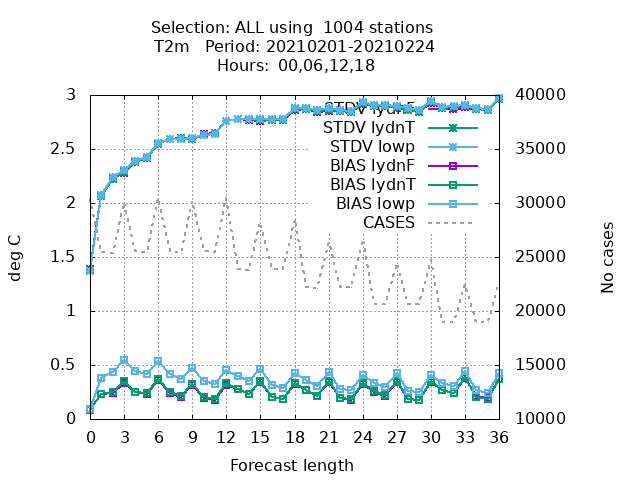 Selection: ALL using  1004 stations
T2m   Period: 20210201-20210224
Hours:  00,06,12,18
3
2.5
2
1.5
1
0.5
0
deg C
40000
35000
30000
25000
20000
15000
10000
No cases
STDV lydnF
STDV lydnT
STDV lowp
BIAS lydnF
BIAS lydnT
BIAS lowp
CASES
0 3 6 9 12 15 18 21 24 27 30 33 36
Forecast length